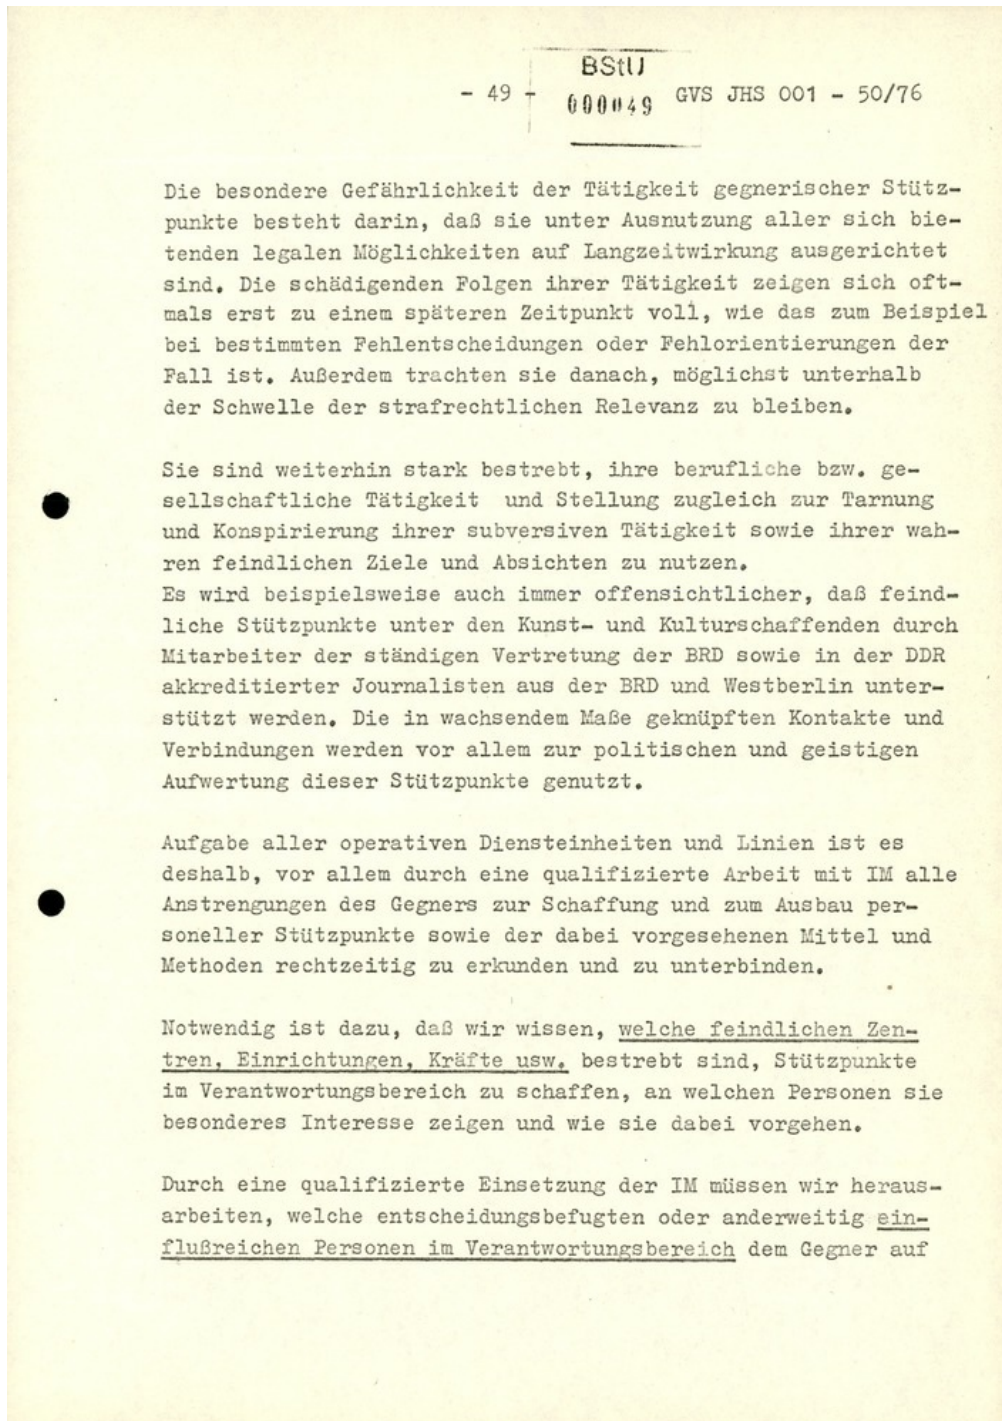 BStU
- 49 - 000049 GVS JHS 001 - 50/76
Die besondere Gefährlichkeit der Tätigkeit gegnerischer Stütz-
punkte besteht darin, daß sie unter Ausnutzung aller sich bie-
tenden legalen Möglichkeiten auf Langzeitwirkung ausgerichtet
sind. Die schädigenden Folgen ihrer Tätigkeit zeigen sich oft-
mals erst zu einem späteren Zeitpunkt voll, wie das zum Beispiel
bei bestimmten Fehlentscheidungen oder Fehlorientierungen der
Fall ist. Außerdem trachten sie danach, möglichst unterhalb
der Schwelle der strafrechtlichen Relevanz zu bleiben.
Sie sind weiterhin stark bestrebt, ihre berufliche bzw. ge-
sellschaftliche Tätigkeit und Stellung zugleich zur Tarnung
und Konspirierung ihrer subversiven Tätigkeit sowie ihrer wah-
ren feindlichen Ziele und Absichten zu nutzen.
Es wird beispielsweise auch immer offensichtlicher, daß feind-
liche Stützpunkte unter den Kunst- und Kulturschaffenden durch
Mitarbeiter der ständigen Vertretung der BRD sowie in der DDR
akkreditierter Journalisten aus der BRD und Westberlin unter-
stützt werden. Die in wachsendem Maße geknüpften Kontakte und
Verbindungen werden vor allem zur politischen und geistigen
Aufwertung dieser Stützpunkte genutzt.
Aufgabe aller operativen Diensteinheiten und Linien ist es
deshalb, vor allem durch eine qualifizierte Arbeit mit IM alle
Anstrengungen des Gegners zur Schaffung und zum Ausbau per-
soneller Stützpunkte sowie der dabei vorgesehenen Mittel und
Methoden rechtzeitig zu erkunden und zu unterbinden.
Notwendig ist dazu, daß wir wissen, welche feindlichen Zen-
tren, Einrichtungen, Kräfte usw. bestrebt sind, Stützpunkte
im Verantwortungsbereich zu schaffen, an welchen Personen sie
besonderes Interesse zeigen und wie sie dabei vorgehen.
Durch eine qualifizierte Einsetzung der IM müssen wir heraus-
arbeiten, welche entscheidungsbefugten oder anderweitig ein-
flußreichen Personen im Verantwortungsbereich dem Gegner auf